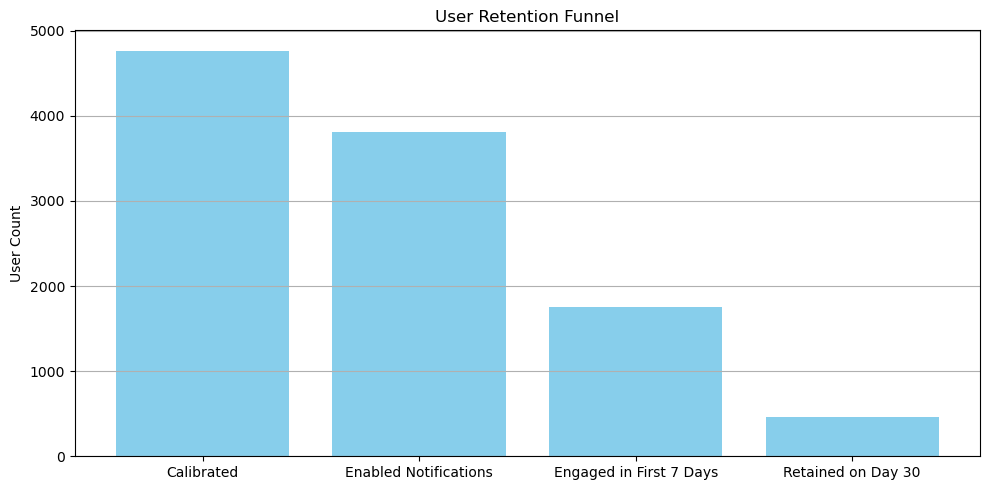 User Retention Funnel
User Count
5000
4000
3000
2000
1000
0
Calibrated
Enabled Notifications
Engaged in First 7 Days
Retained on Day 30